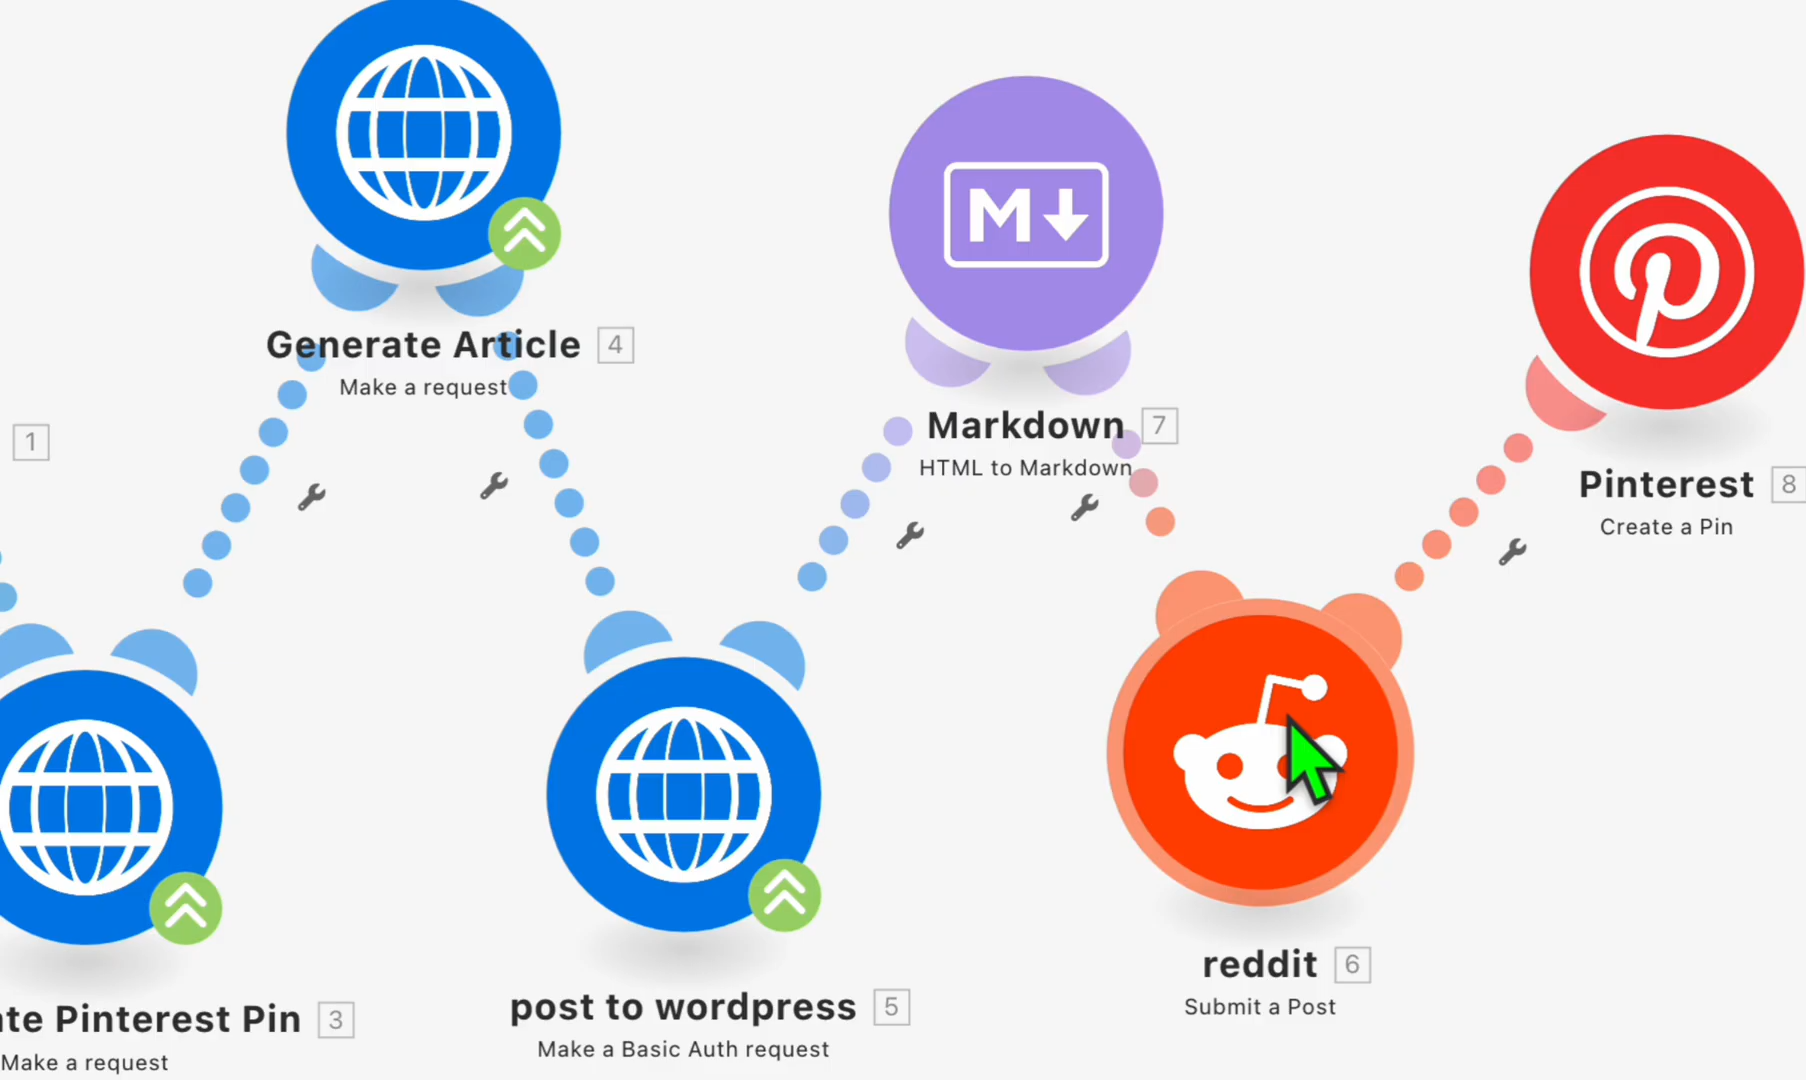 Generate Article 4
Make a request
1
M
Markdown 7
HTML to Markdown
Pinterest 8
Create a Pin
reddit 6
Submit a Post
post to wordpress 5
Make a Basic Auth request
te Pinterest Pin 3
Make a request